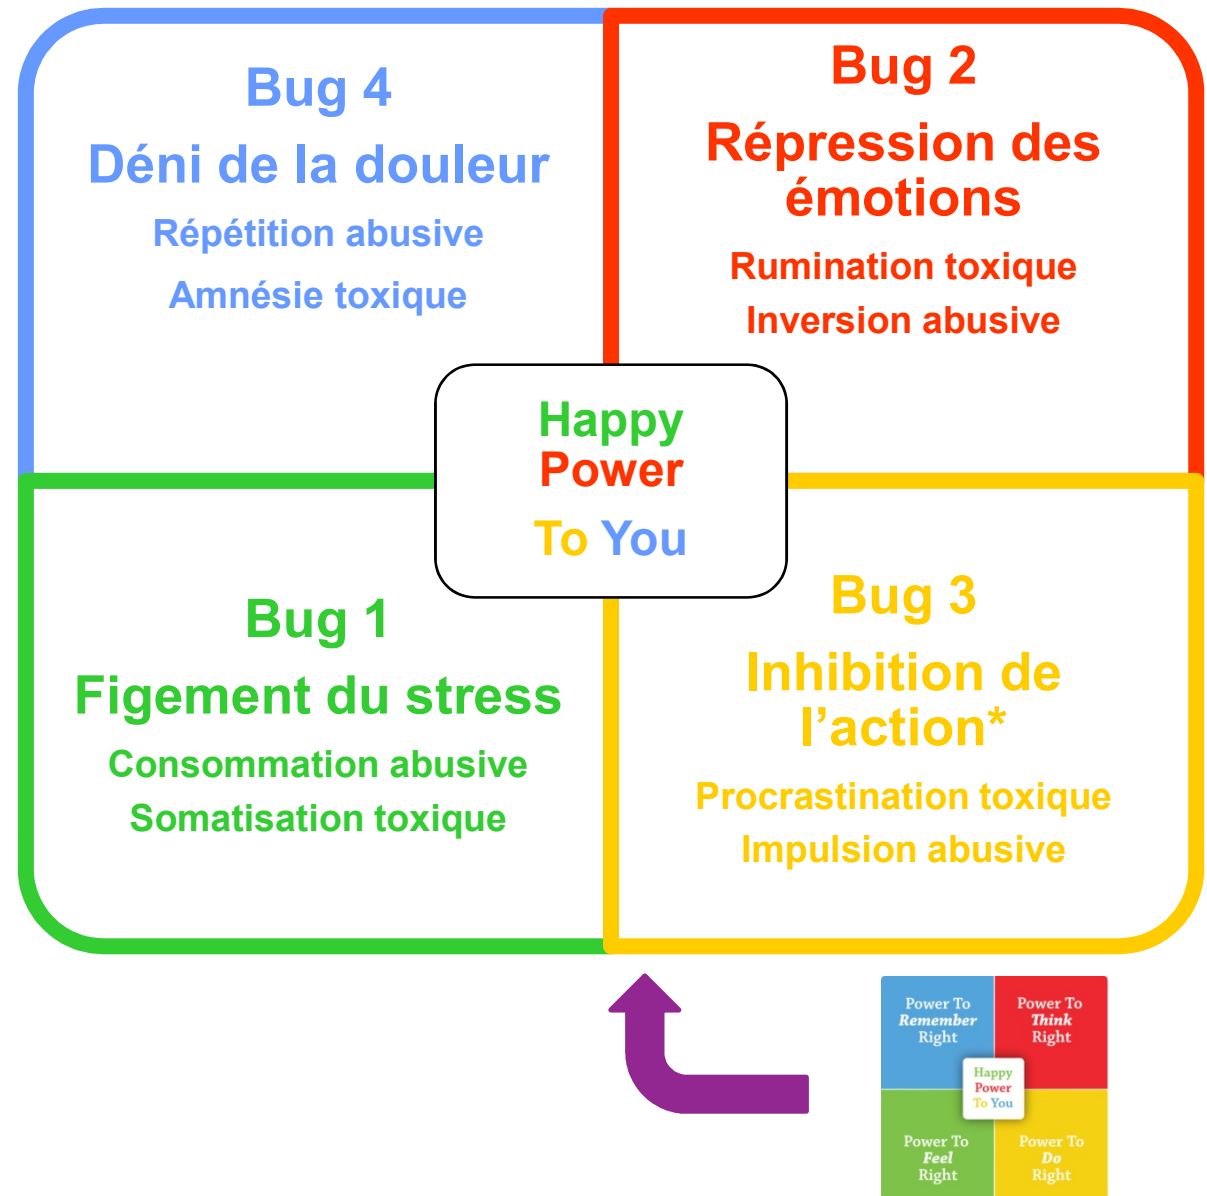 Bug 4
Déni de la douleur
Répétition abusive
Amnésie toxique
Bug 2
Répression des
émotions
Rumination toxique
Inversion abusive
Happy
Power
To You
Bug 1
Figement du stress
Consommation abusive
Somatisation toxique
Bug 3
Inhibition de
l’action*
Procrastination toxique
Impulsion abusive
Power To
Remember
Right
Power To
Think
Right
Happy
Power
To You
Power To
Feel
Right
Power To
Do
Right